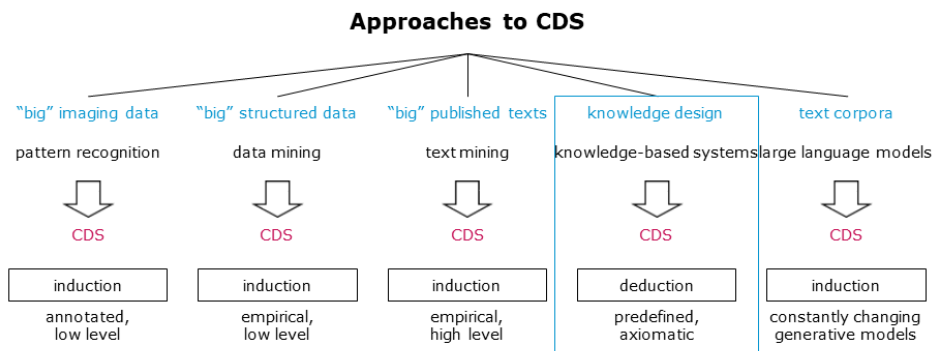 Approaches to CDS
“big” imaging data
“big” structured data
“big” published texts
knowledge design
text corpora
pattern recognition
data mining
text mining
knowledge-based systems
large language models
CDS
CDS
CDS
CDS
CDS
induction
induction
induction
deduction
induction
annotated,
low level
empirical,
low level
empirical,
high level
predefined,
axiomatic
constantly changing
generative models